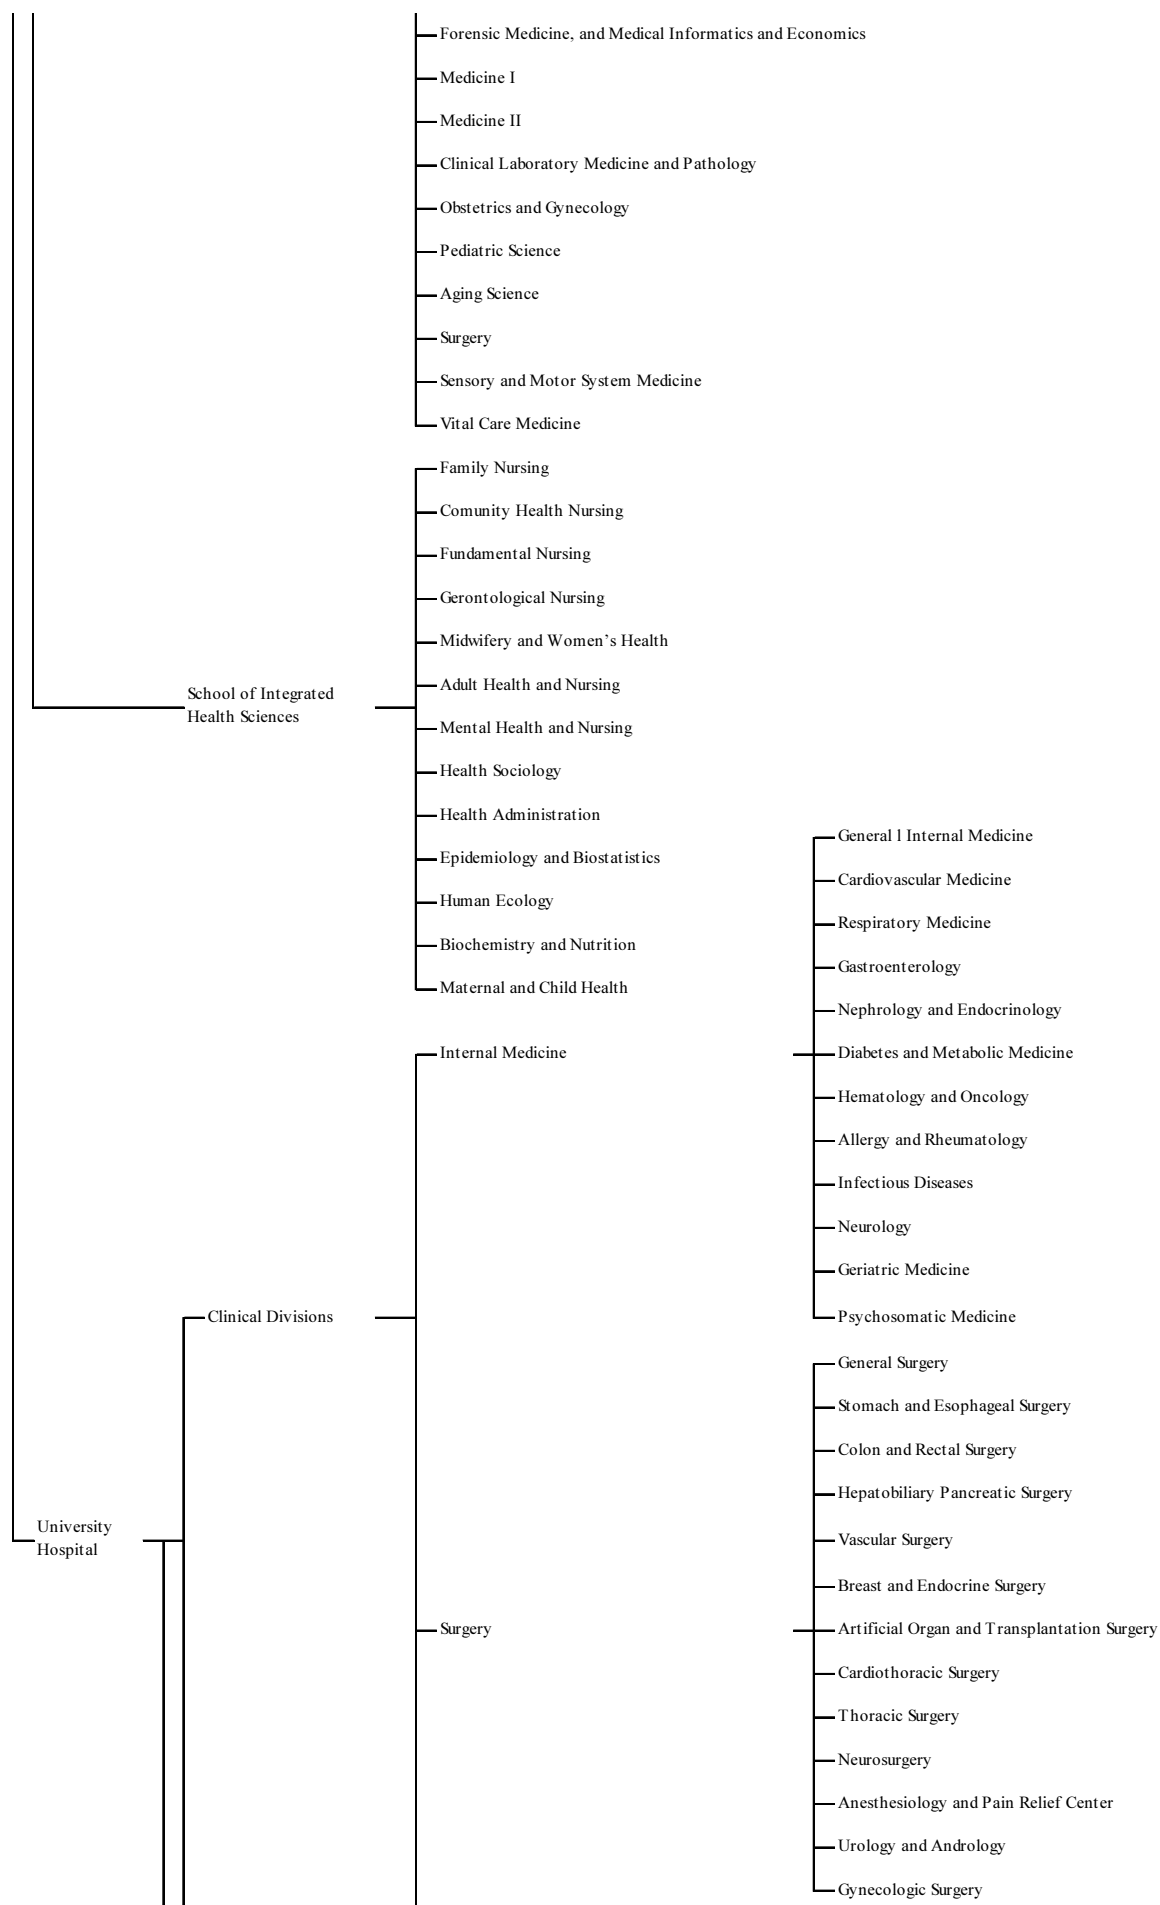 Forensic Medicine, and Medical Informatics and Economics
Medicine I
Medicine II
Clinical Laboratory Medicine and Pathology
Obstetrics and Gynecology
Pediatric Science
Aging Science
Surgery
Sensory and Motor System Medicine
Vital Care Medicine
School of Integrated
Health Sciences
Family Nursing
Comunity Health Nursing
Fundamental Nursing
Gerontological Nursing
Midwifery and Women’s Health
Adult Health and Nursing
Mental Health and Nursing
Health Sociology
Health Administration
Epidemiology and Biostatistics
Human Ecology
Biochemistry and Nutrition
Maternal and Child Health
University
Hospital
Clinical Divisions
Internal Medicine
General l Internal Medicine
Cardiovascular Medicine
Respiratory Medicine
Gastroenterology
Nephrology and Endocrinology
Diabetes and Metabolic Medicine
Hematology and Oncology
Allergy and Rheumatology
Infectious Diseases
Neurology
Geriatric Medicine
Psychosomatic Medicine
Surgery
General Surgery
Stomach and Esophageal Surgery
Colon and Rectal Surgery
Hepatobiliary Pancreatic Surgery
Vascular Surgery
Breast and Endocrine Surgery
Artificial Organ and Transplantation Surgery
Cardiothoracic Surgery
Thoracic Surgery
Neurosurgery
Anesthesiology and Pain Relief Center
Urology and Andrology
Gynecologic Surgery